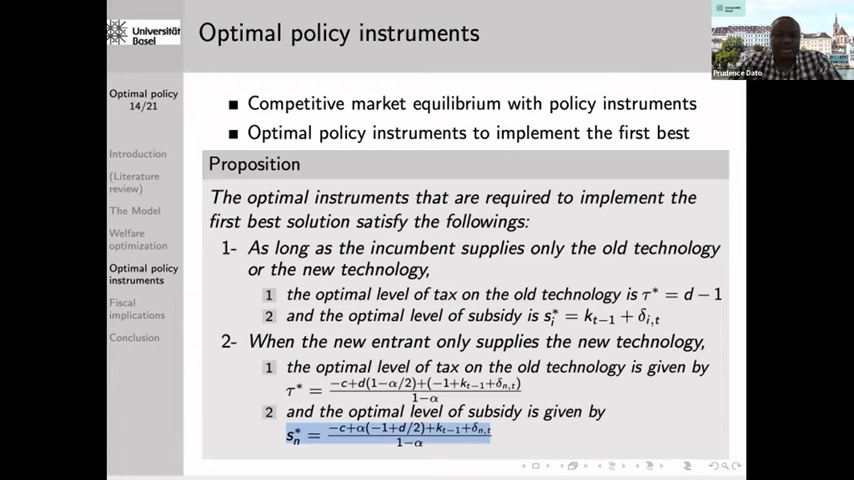 Universität
Basel
Optimal policy instruments
Prudence Dato
Optimal policy
14/21
Introduction
(Literature
review)
The Model
Welfare
optimization
Optimal policy
instruments
Fiscal
implications
Conclusion
■ Competitive market equilibrium with policy instruments
■ Optimal policy instruments to implement the first best
Proposition
The optimal instruments that are required to implement the
first best solution satisfy the followings:
1- As long as the incumbent supplies only the old technology
or the new technology,
1 the optimal level of tax on the old technology is τ* = d − 1
2 and the optimal level of subsidy is s*_i = k_{t−1} + δ_{i,t}
2- When the new entrant only supplies the new technology,
1 the optimal level of tax on the old technology is given by
τ* = (−c+d(1−α/2)+(−1+k_{t−1}+δ_{n,t}))/(1−α)
2 and the optimal level of subsidy is given by
s*_n = (−c+α(−1+d/2)+k_{t−1}+δ_{n,t})/(1−α)